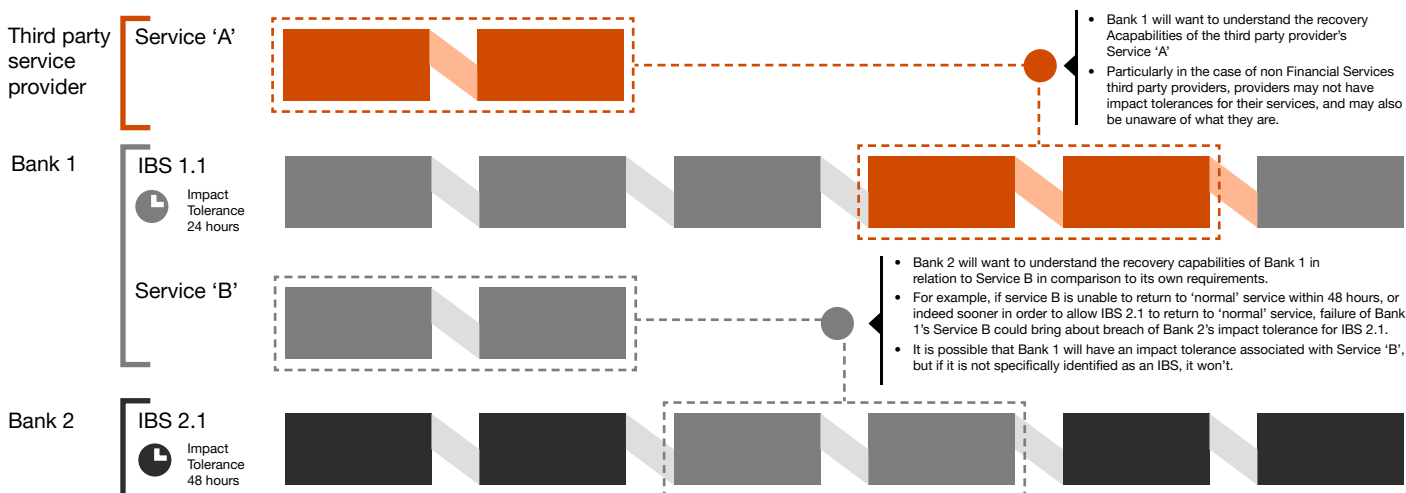 Third party
service
provider
Service ‘A’
• Bank 1 will want to understand the recovery
Acapabilities of the third party provider’s
Service ‘A’
• Particularly in the case of non Financial Services
third party providers, providers may not have
impact tolerances for their services, and may also
be unaware of what they are.
Bank 1
IBS 1.1
Impact
Tolerance
24 hours
Service ‘B’
• Bank 2 will want to understand the recovery capabilities of Bank 1 in
relation to Service B in comparison to its own requirements.
• For example, if service B is unable to return to ‘normal’ service within 48 hours, or
indeed sooner in order to allow IBS 2.1 to return to ‘normal’ service, failure of Bank
1’s Service B could bring about breach of Bank 2’s impact tolerance for IBS 2.1.
• It is possible that Bank 1 will have an impact tolerance associated with Service ‘B’,
but if it is not specifically identified as an IBS, it won’t.
Bank 2
IBS 2.1
Impact
Tolerance
48 hours